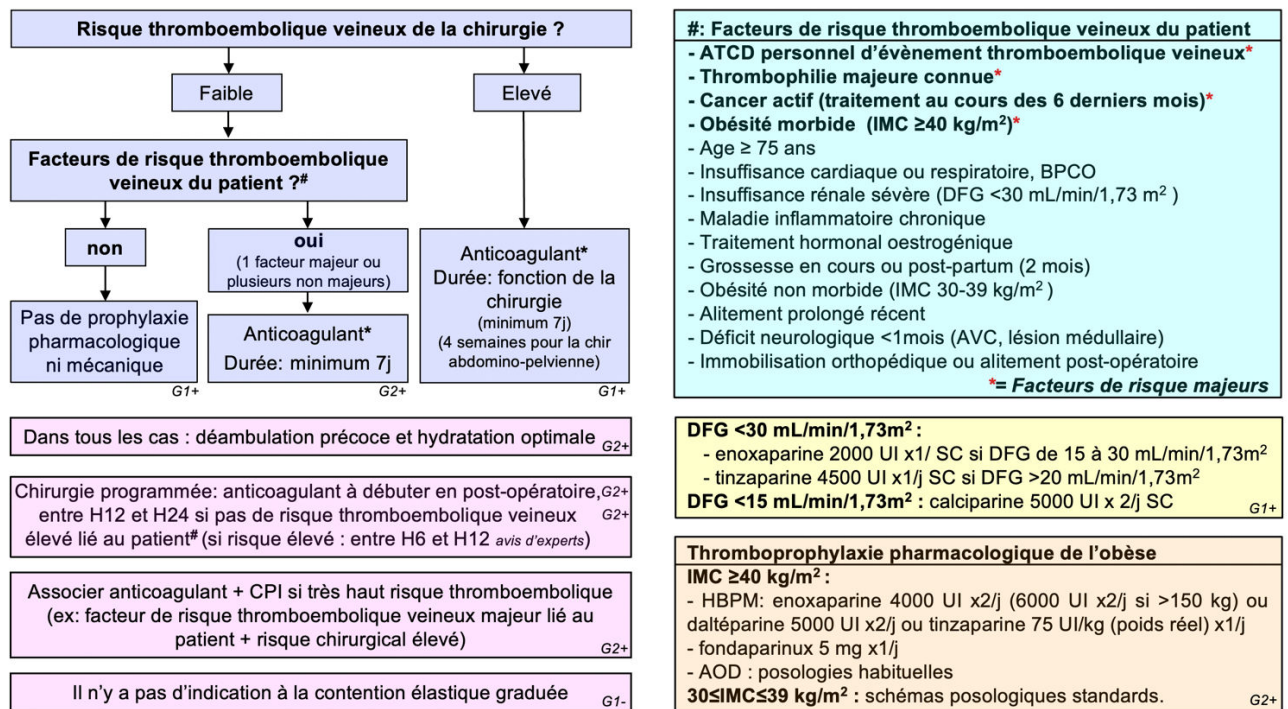 Risque thromboembolique veineux de la chirurgie ?
Faible
Elevé
Facteurs de risque thromboembolique
veineux du patient ?#
non
oui
(1 facteur majeur ou
plusieurs non majeurs)
Pas de prophylaxie
pharmacologique
ni mécanique
G1+
Anticoagulant*
Durée: minimum 7j
G2+
Anticoagulant*
Durée: fonction de la
chirurgie
(minimum 7j)
(4 semaines pour la chir
abdomino-pelvienne)
G1+
Dans tous les cas : déambulation précoce et hydratation optimale G2+
Chirurgie programmée: anticoagulant à débuter en post-opératoire, G2+
entre H12 et H24 si pas de risque thromboembolique veineux G2+
élevé lié au patient# (si risque élevé : entre H6 et H12 avis d'experts)
Associer anticoagulant + CPI si très haut risque thromboembolique
(ex: facteur de risque thromboembolique veineux majeur lié au
patient + risque chirurgical élevé)
G2+
Il n'y a pas d'indication à la contention élastique graduée G1-
#: Facteurs de risque thromboembolique veineux du patient
- ATCD personnel d'évènement thromboembolique veineux*
- Thrombophilie majeure connue*
- Cancer actif (traitement au cours des 6 derniers mois)*
- Obésité morbide (IMC ≥40 kg/m²)*
- Age ≥ 75 ans
- Insuffisance cardiaque ou respiratoire, BPCO
- Insuffisance rénale sévère (DFG <30 mL/min/1,73 m² )
- Maladie inflammatoire chronique
- Traitement hormonal oestrogénique
- Grossesse en cours ou post-partum (2 mois)
- Obésité non morbide (IMC 30-39 kg/m² )
- Alitement prolongé récent
- Déficit neurologique <1mois (AVC, lésion médullaire)
- Immobilisation orthopédique ou alitement post-opératoire
*= Facteurs de risque majeurs
DFG <30 mL/min/1,73m² :
- enoxaparine 2000 UI x1/ SC si DFG de 15 à 30 mL/min/1,73m²
- tinzaparine 4500 UI x1/j SC si DFG >20 mL/min/1,73m²
DFG <15 mL/min/1,73m² : calciparine 5000 UI x 2/j SC G1+
Thromboprophylaxie pharmacologique de l'obèse
IMC ≥40 kg/m² :
- HBPM: enoxaparine 4000 UI x2/j (6000 UI x2/j si >150 kg) ou
daltéparine 5000 UI x2/j ou tinzaparine 75 UI/kg (poids réel) x1/j
- fondaparinux 5 mg x1/j
- AOD : posologies habituelles
30≤IMC≤39 kg/m² : schémas posologiques standards. G2+